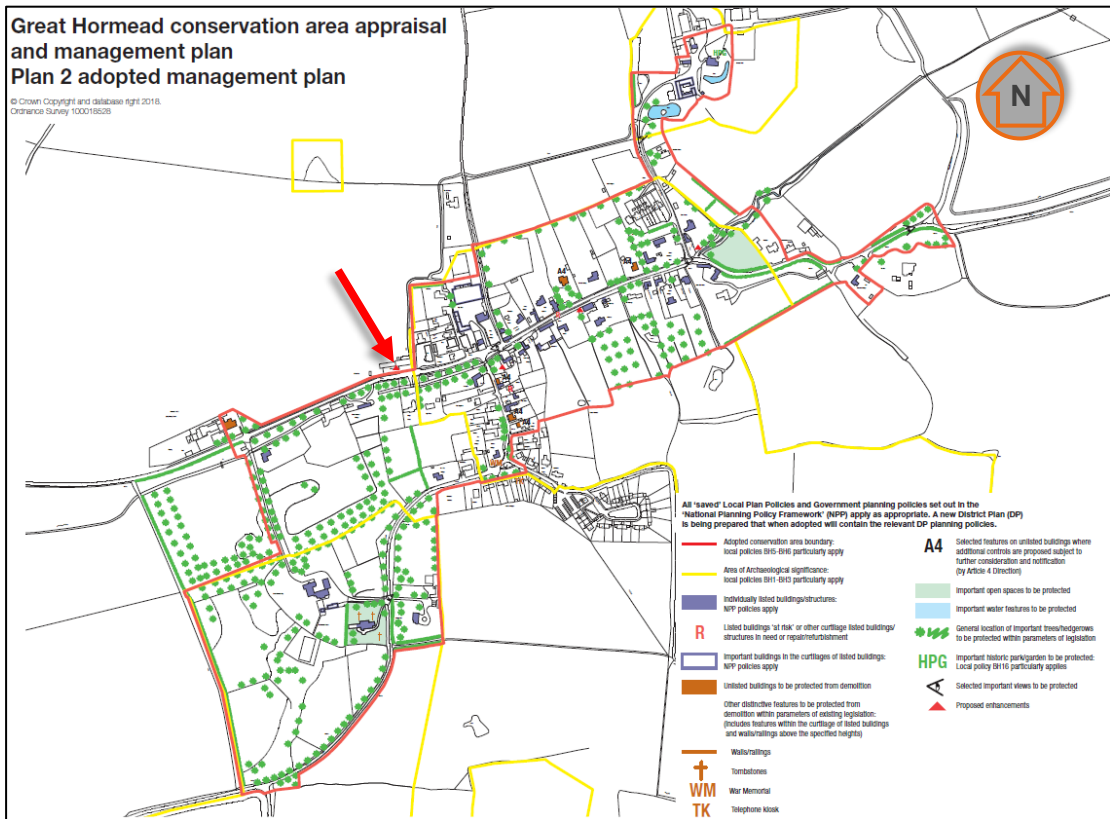 Great Hormead conservation area appraisal
and management plan
Plan 2 adopted management plan
© Crown Copyright and database right 2018.
Ordnance Survey 100018528
N
HPG
A4
A4
A4
A4
All 'saved' Local Plan Policies and Government planning policies set out in the
'National Planning Policy Framework' (NPP) apply as appropriate. A new District Plan (DP)
is being prepared that when adopted will contain the relevant DP planning policies.
Adopted conservation area boundary:
local policies BH5-BH6 particularly apply
Area of Archaeological significance:
local policies BH1-BH3 particularly apply
Individually listed buildings/structures:
NPP policies apply
R
Listed buildings 'at risk' or other curtilage listed buildings/
structures in need or repair/refurbishment
Important buildings in the curtilages of listed buildings:
NPP policies apply
Unlisted buildings to be protected from demolition
Other distinctive features to be protected from
demolition within parameters of existing legislation:
(includes features within the curtilage of listed buildings
and walls/railings above the specified heights)
Walls/railings
Tombstones
WM
War Memorial
TK
Telephone kiosk
A4
Selected features on unlisted buildings where
additional controls are proposed subject to
further consideration and notification
(by Article 4 Direction)
Important open spaces to be protected
Important water features to be protected
General location of important trees/hedgerows
to be protected within parameters of legislation
HPG
Important historic park/garden to be protected:
Local policy BH16 particularly applies
Selected important views to be protected
Proposed enhancements